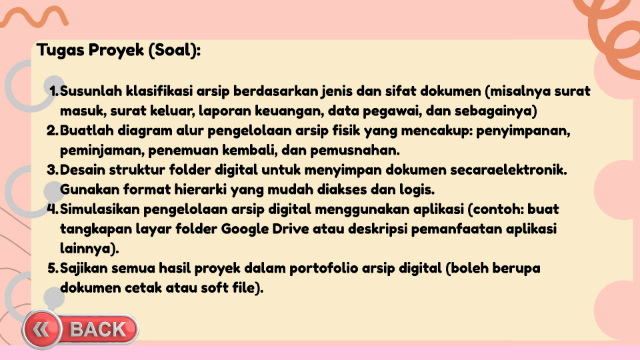 Tugas Proyek (Soal):
1. Susunlah klasifikasi arsip berdasarkan jenis dan sifat dokumen (misalnya surat
masuk, surat keluar, laporan keuangan, data pegawai, dan sebagainya)
2. Buatlah diagram alur pengelolaan arsip fisik yang mencakup: penyimpanan,
peminjaman, penemuan kembali, dan pemusnahan.
3. Desain struktur folder digital untuk menyimpan dokumen secaraelektronik.
Gunakan format hierarki yang mudah diakses dan logis.
4. Simulasikan pengelolaan arsip digital menggunakan aplikasi (contoh: buat
tangkapan layar folder Google Drive atau deskripsi pemanfaatan aplikasi
lainnya).
5. Sajikan semua hasil proyek dalam portofolio arsip digital (boleh berupa
dokumen cetak atau soft file).
BACK